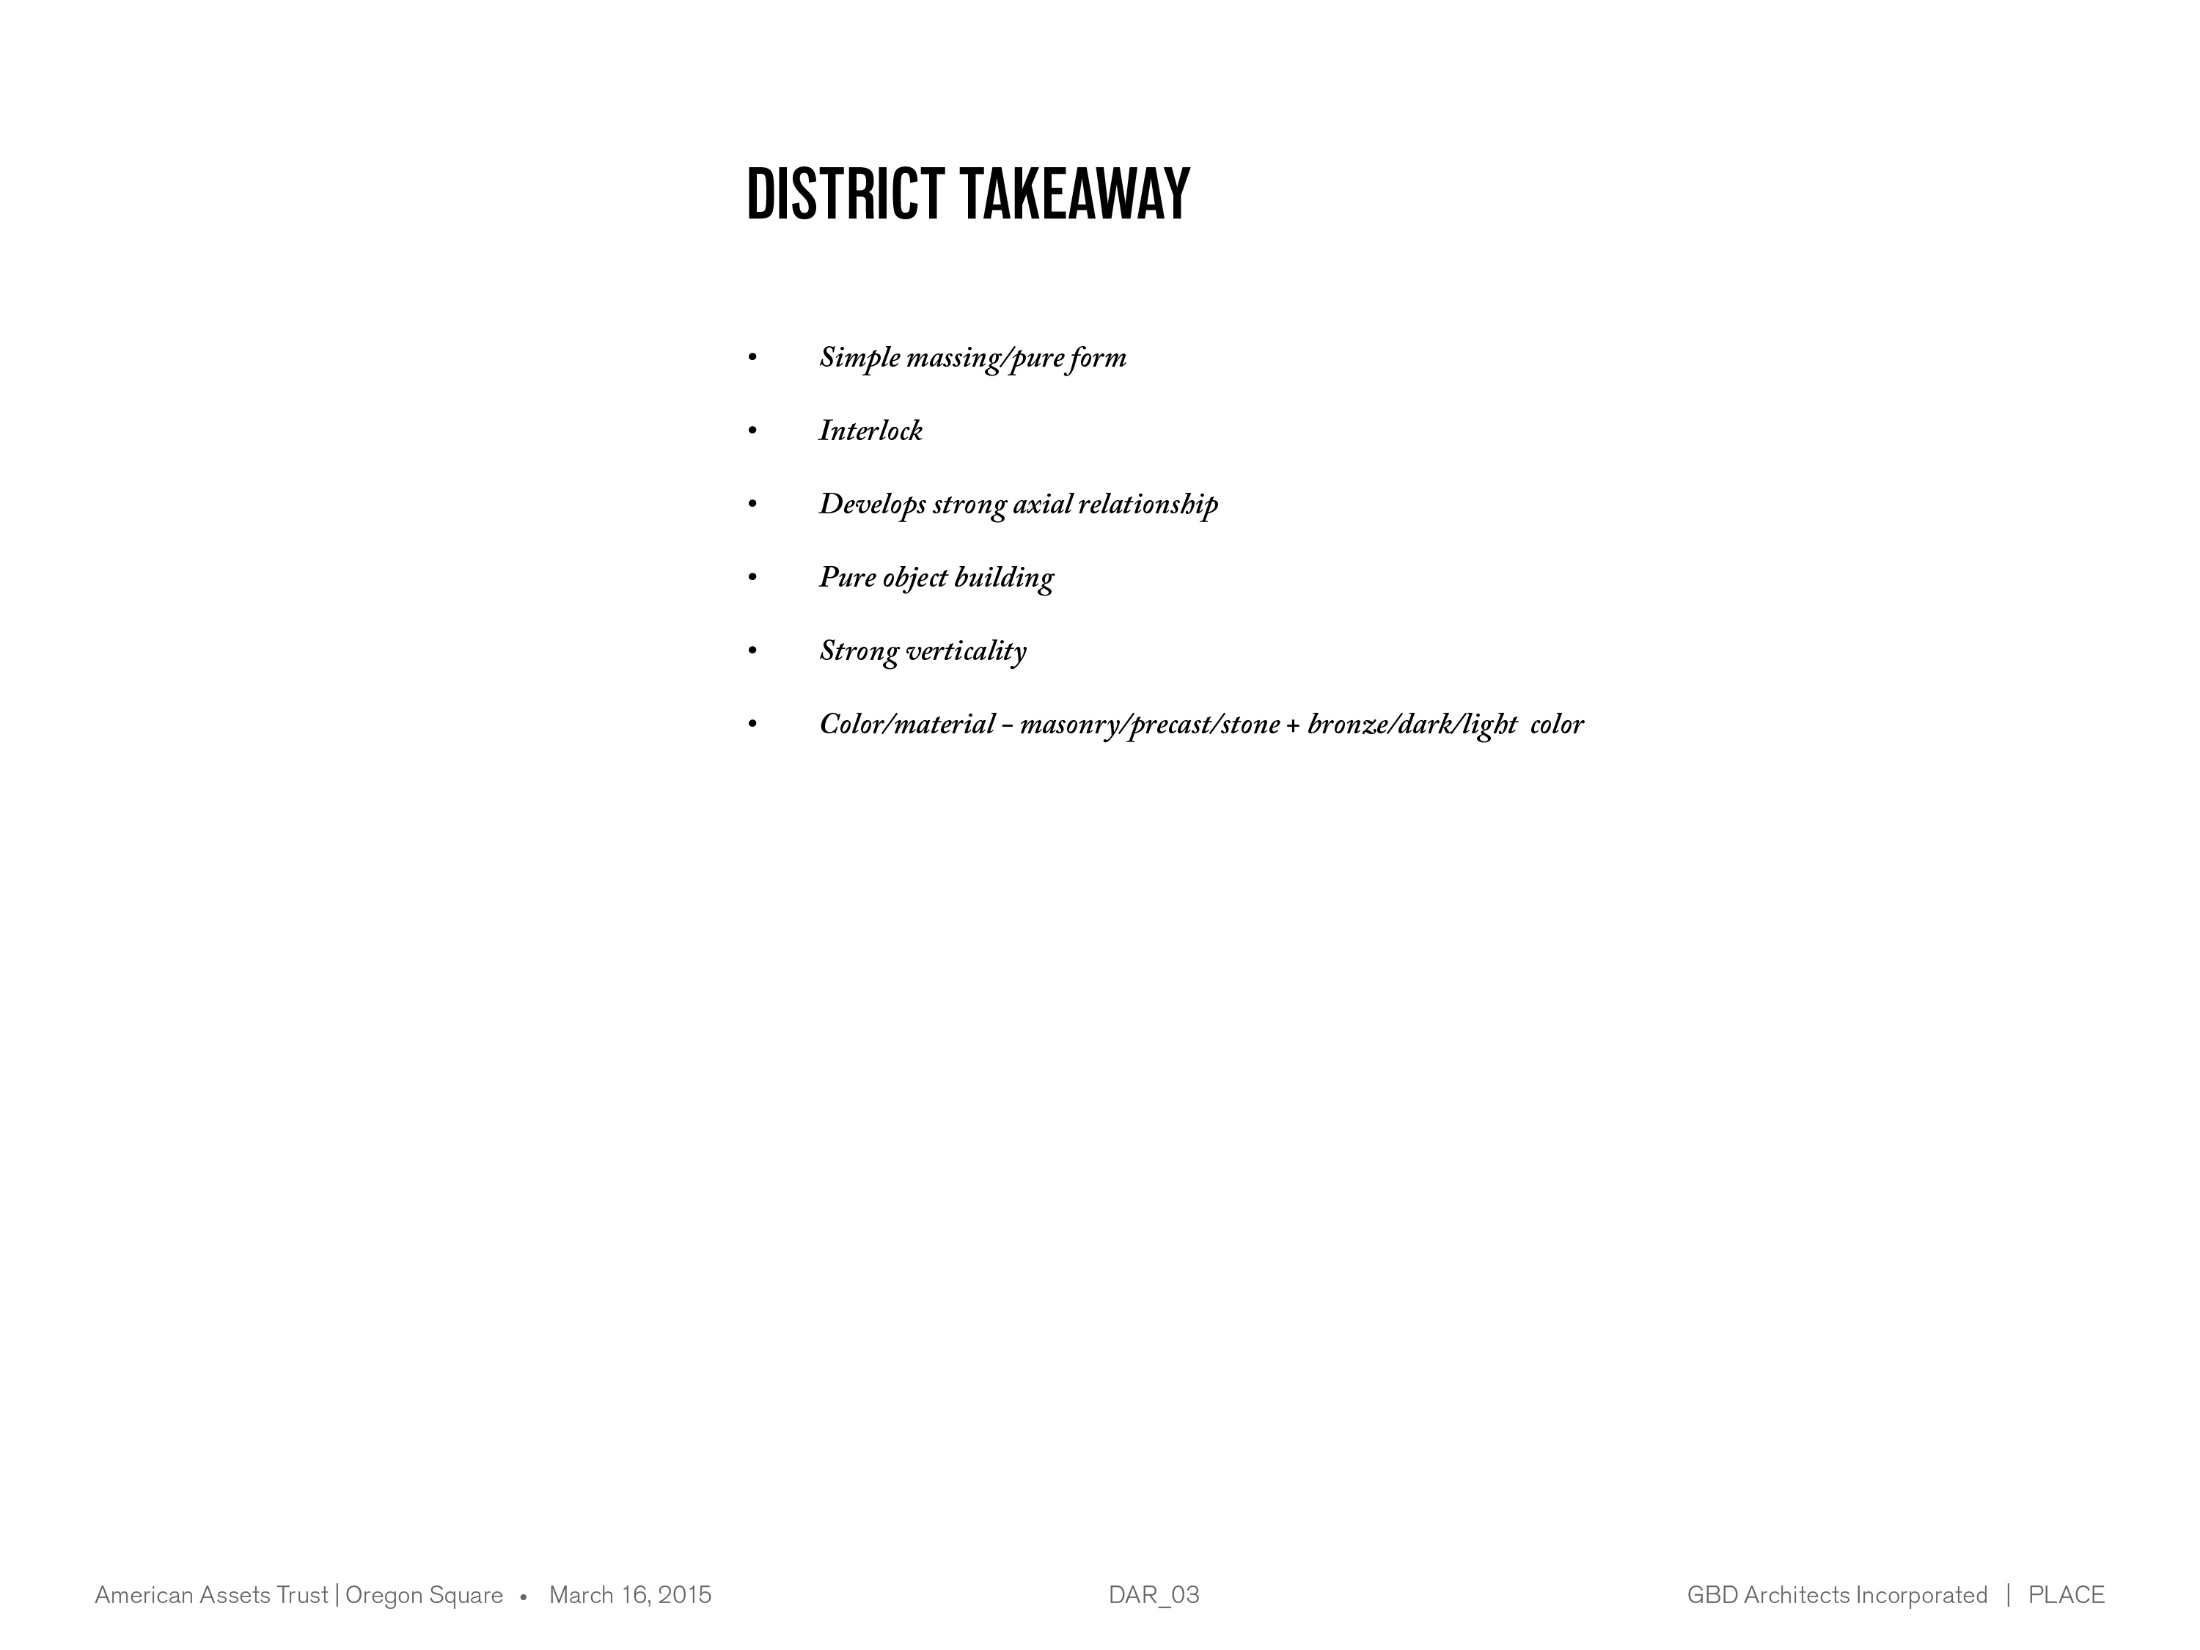 DISTRICT TAKEAWAY
• Simple massing/pure form
• Interlock
• Develops strong axial relationship
• Pure object building
• Strong verticality
• Color/material – masonry/precast/stone + bronze/dark/light  color
American Assets Trust | Oregon Square • March 16, 2015 DAR_03 GBD Architects Incorporated | PLACE